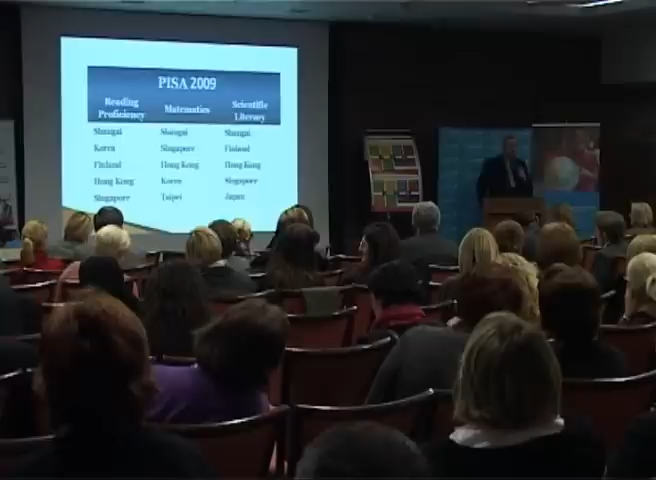 PISA 2009
Reading Proficiency Matematics Scientific Literacy
Shangai Shangai Shangai
Korea Singapore Finland
Finland Hong Kong Hong Kong
Hong Kong Korea Singapore
Singapore Taipei Japan